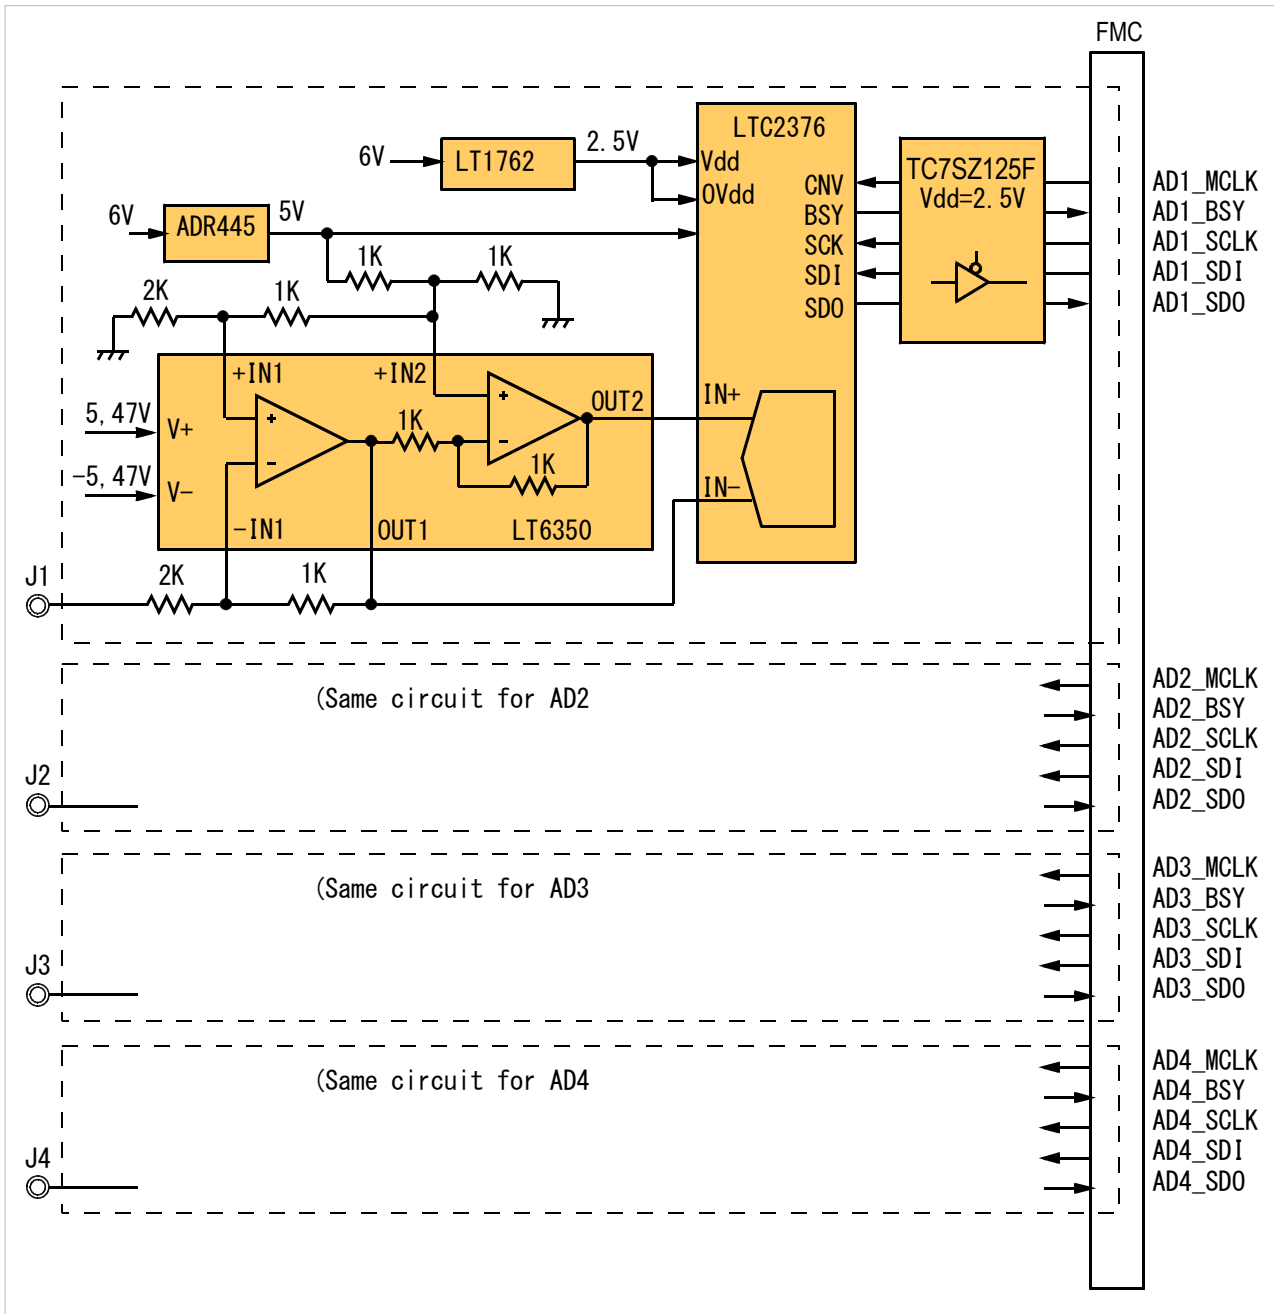 FMC
LTC2376
6V
LT1762
2.5V
Vdd
OVdd
CNV
BSY
SCK
SDI
SDO
TC7SZ125F
Vdd=2.5V
AD1_MCLK
AD1_BSY
AD1_SCLK
AD1_SDI
AD1_SDO
6V
ADR445
5V
1K
1K
2K
1K
+IN1
+IN2
OUT2
IN+
5,47V
V+
+
-
1K
+
-
1K
-5,47V
V-
IN-
-IN1
OUT1
LT6350
J1
2K
1K
(Same circuit for AD2
AD2_MCLK
AD2_BSY
AD2_SCLK
AD2_SDI
AD2_SDO
J2
(Same circuit for AD3
AD3_MCLK
AD3_BSY
AD3_SCLK
AD3_SDI
AD3_SDO
J3
(Same circuit for AD4
AD4_MCLK
AD4_BSY
AD4_SCLK
AD4_SDI
AD4_SDO
J4